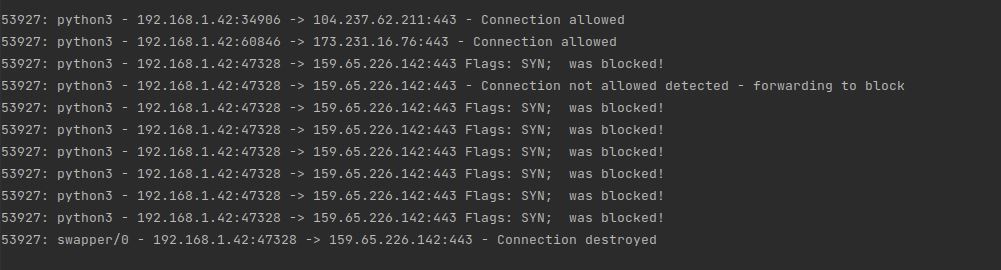 53927: python3 - 192.168.1.42:34906 -> 104.237.62.211:443 - Connection allowed
53927: python3 - 192.168.1.42:60846 -> 173.231.16.76:443 - Connection allowed
53927: python3 - 192.168.1.42:47328 -> 159.65.226.142:443 Flags: SYN;  was blocked!
53927: python3 - 192.168.1.42:47328 -> 159.65.226.142:443 - Connection not allowed detected - forwarding to block
53927: python3 - 192.168.1.42:47328 -> 159.65.226.142:443 Flags: SYN;  was blocked!
53927: python3 - 192.168.1.42:47328 -> 159.65.226.142:443 Flags: SYN;  was blocked!
53927: python3 - 192.168.1.42:47328 -> 159.65.226.142:443 Flags: SYN;  was blocked!
53927: python3 - 192.168.1.42:47328 -> 159.65.226.142:443 Flags: SYN;  was blocked!
53927: python3 - 192.168.1.42:47328 -> 159.65.226.142:443 Flags: SYN;  was blocked!
53927: python3 - 192.168.1.42:47328 -> 159.65.226.142:443 Flags: SYN;  was blocked!
53927: swapper/0 - 192.168.1.42:47328 -> 159.65.226.142:443 - Connection destroyed